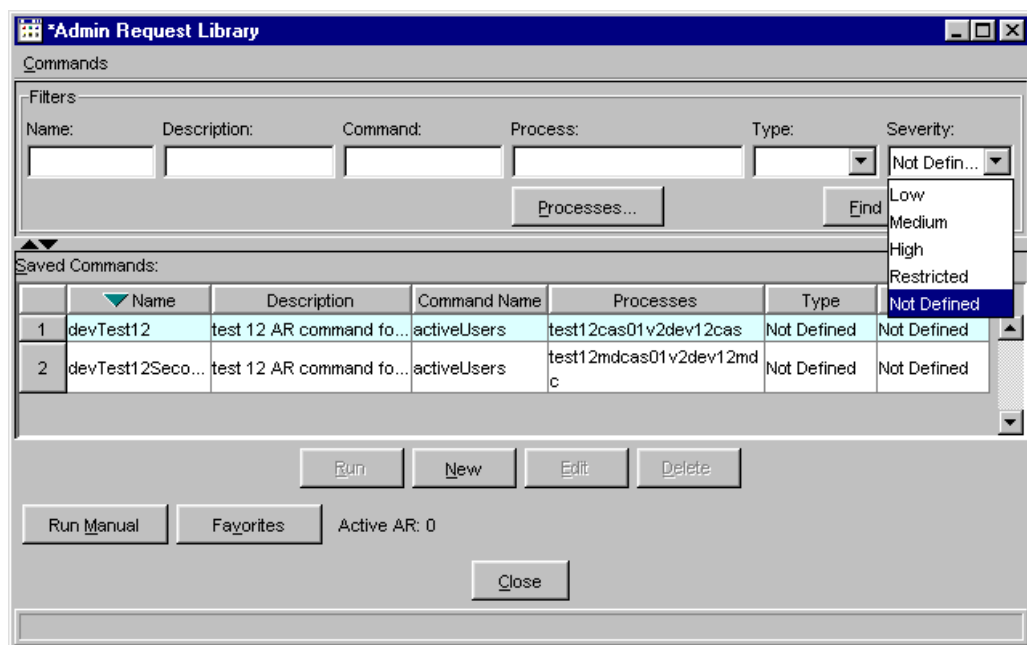 *Admin Request Library
Commands
Filters
Name: Description: Command: Process: Type: Severity:
Not Defin...
Processes... Find
Low
Medium
High
Restricted
Not Defined
Saved Commands:
Name Description Command Name Processes Type
1 devTest12 test 12 AR command fo... activeUsers test12cas01v2dev12cas Not Defined Not Defined
2 devTest12Seco... test 12 AR command fo... activeUsers test12mdcas01v2dev12md
c Not Defined Not Defined
Run New Edit Delete
Run Manual Favorites Active AR: 0
Close